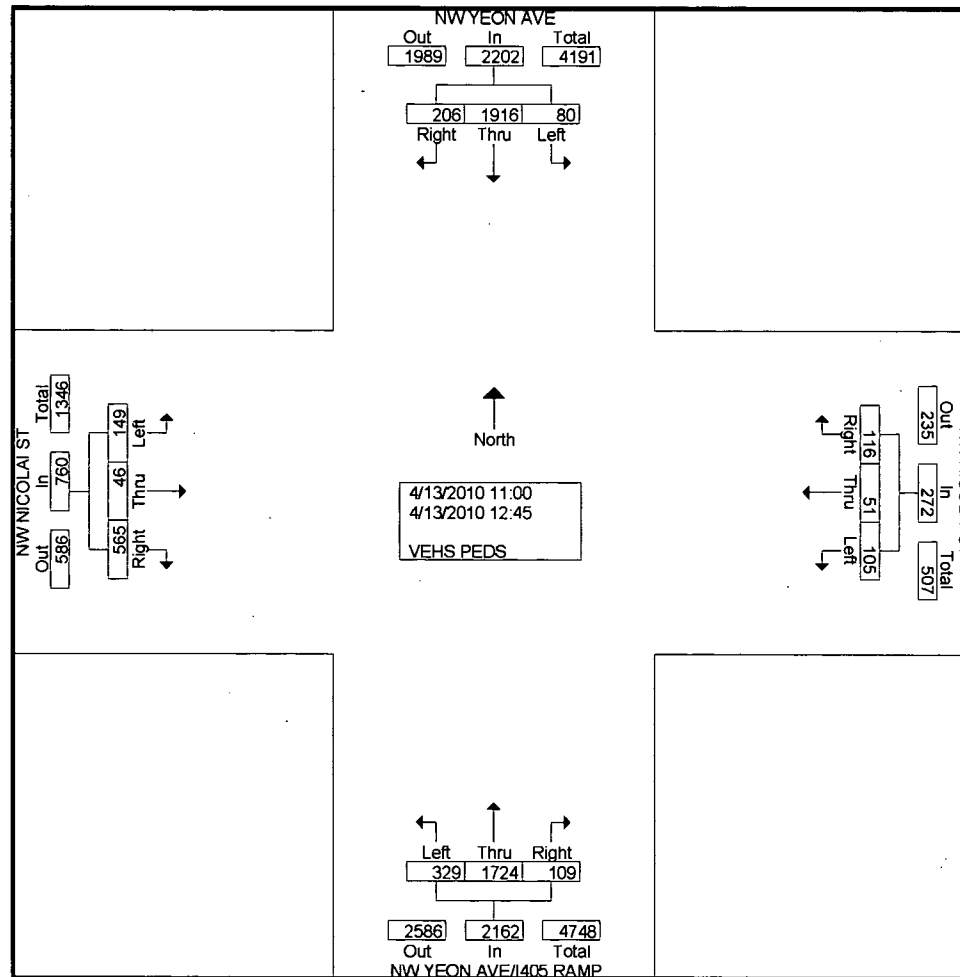 NW YEON AVE
Out In Total
1989 2202 4191
206 1916 80
Right Thru Left
NW NICOLAI ST
Total In Out
1346 760 586
149 46 565
Left Thru Right
North
4/13/2010 11:00
4/13/2010 12:45
VEHS PEDS
Right Thru Left
116 51 105
Out In Total
235 272 507
Left Thru Right
329 1724 109
2586 2162 4748
Out In Total
NW YEON AVE/I405 RAMP